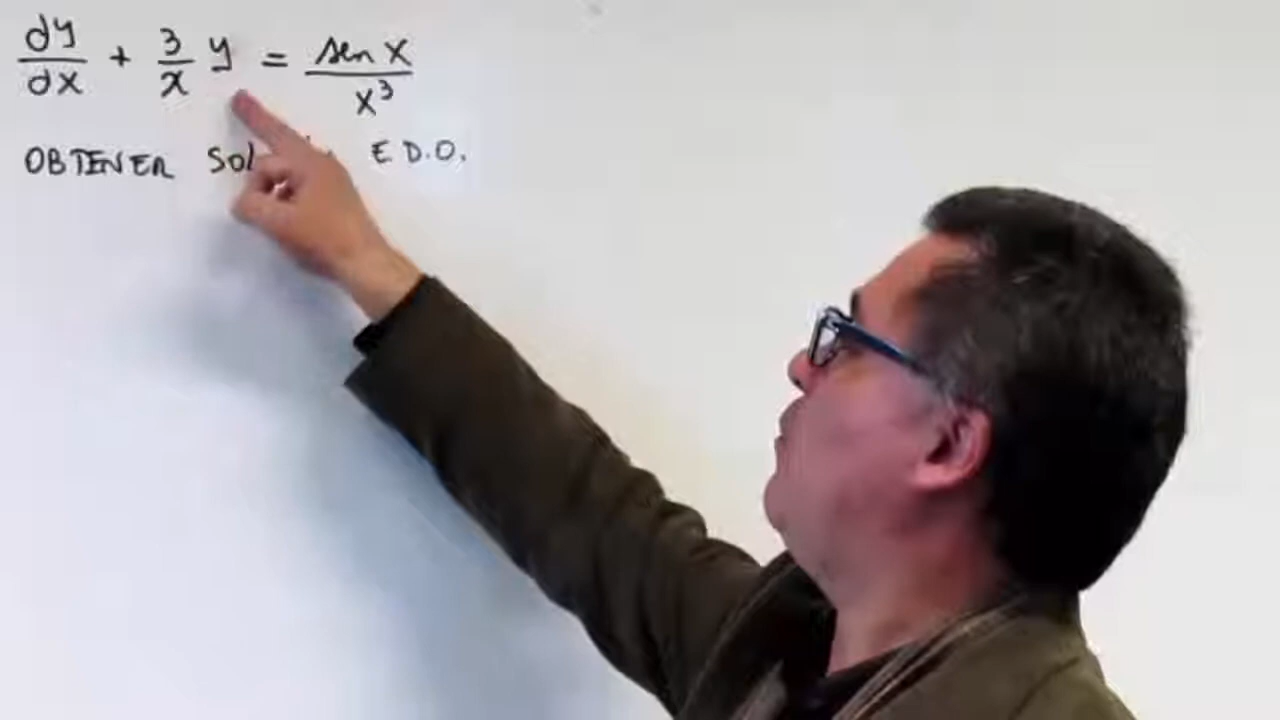 dy/dx + 3/x y = sen x/x³
OBTENER E.D.O.